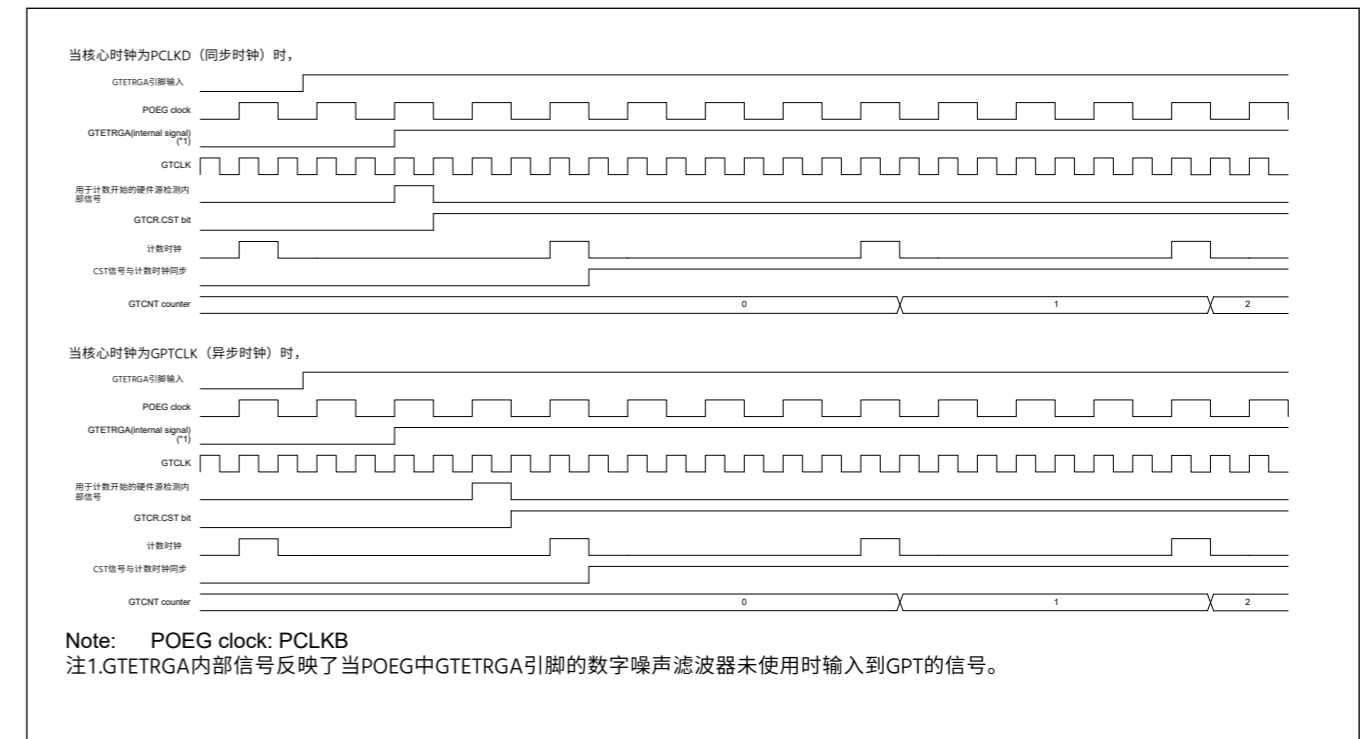 当核心时钟为PCLKD（同步时钟）时，
GTETRGA引脚输入
POEG clock
GTETRGA(internal signal)
(*1)
GTCLK
用于计数开始的硬件源检测内
部信号
GTCR.CST bit
计数时钟
CST信号与计数时钟同步
GTCNT counter 0 1 2
当核心时钟为GPTCLK（异步时钟）时，
GTETRGA引脚输入
POEG clock
GTETRGA(internal signal)
(*1)
GTCLK
用于计数开始的硬件源检测内
部信号
GTCR.CST bit
计数时钟
CST信号与计数时钟同步
GTCNT counter 0 1 2
Note: POEG clock: PCLKB
注1.GTETRGA内部信号反映了当POEG中GTETRGA引脚的数字噪声滤波器未使用时输入到GPT的信号。